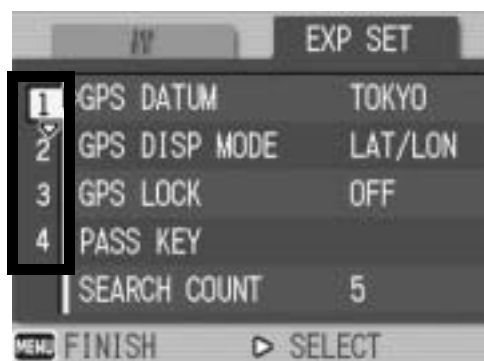 EXP SET
1 GPS DATUM TOKYO
2 GPS DISP MODE LAT/LON
3 GPS LOCK OFF
4 PASS KEY
SEARCH COUNT 5
MENU FINISH SELECT